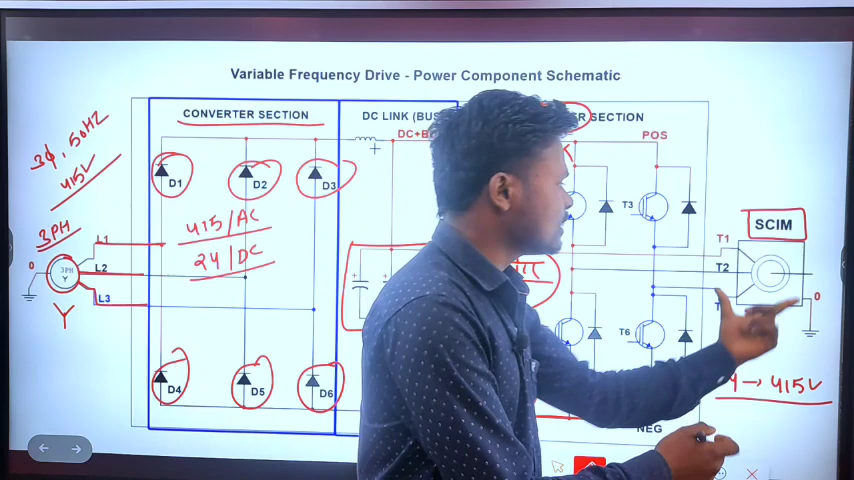 Variable Frequency Drive - Power Component Schematic
CONVERTER SECTION
DC LINK (BUS
SECTION
DC+B
POS
3ϕ, 50HZ
415V
3PH
L1
L2
L3
0
3PH
Y
Y
D1
D2
D3
415/AC
24/DC
D4
D5
D6
+
+
+
T3
T6
T1
T2
T
SCIM
0
Y → 415V
NEG